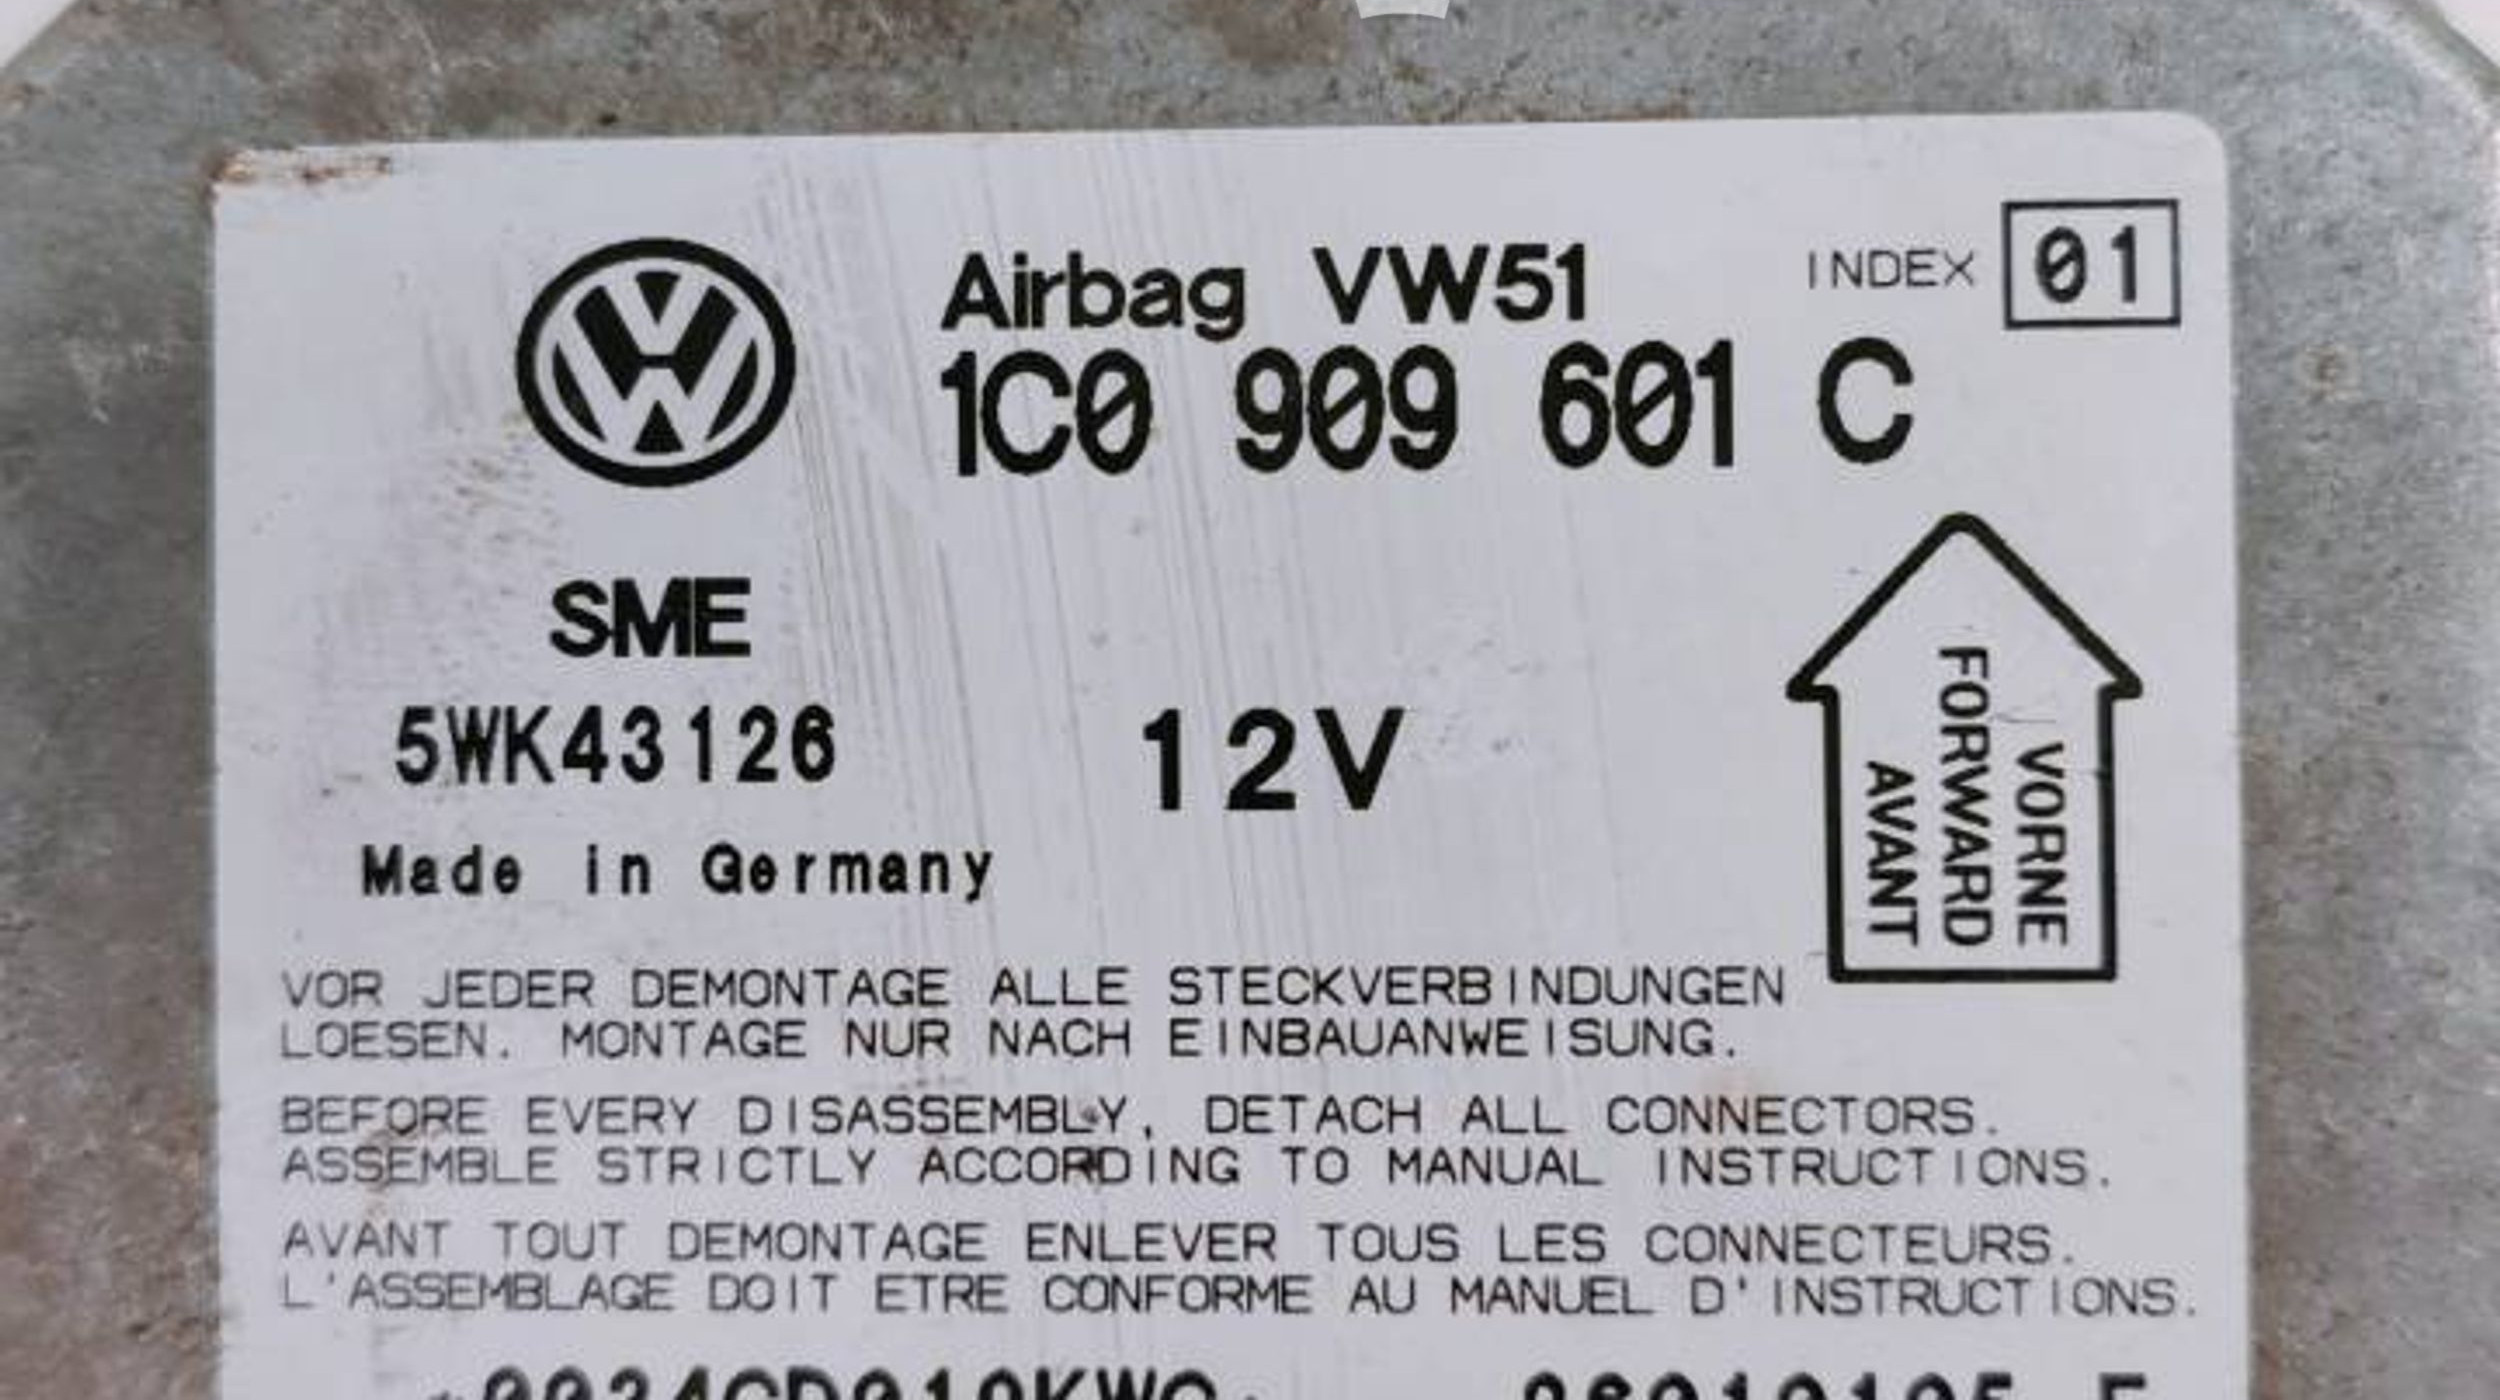 Airbag VW51 INDEX 01
1C0 909 601 C
SME
5WK43126 12V
Made in Germany
VORNE
FORWARD
AVANT
VOR JEDER DEMONTAGE ALLE STECKVERBINDUNGEN
LOESEN. MONTAGE NUR NACH EINBAUANWEISUNG.
BEFORE EVERY DISASSEMBLY, DETACH ALL CONNECTORS.
ASSEMBLE STRICTLY ACCORDING TO MANUAL INSTRUCTIONS.
AVANT TOUT DEMONTAGE ENLEVER TOUS LES CONNECTEURS.
L'ASSEMBLAGE DOIT ETRE CONFORME AU MANUEL D'INSTRUCTIONS.